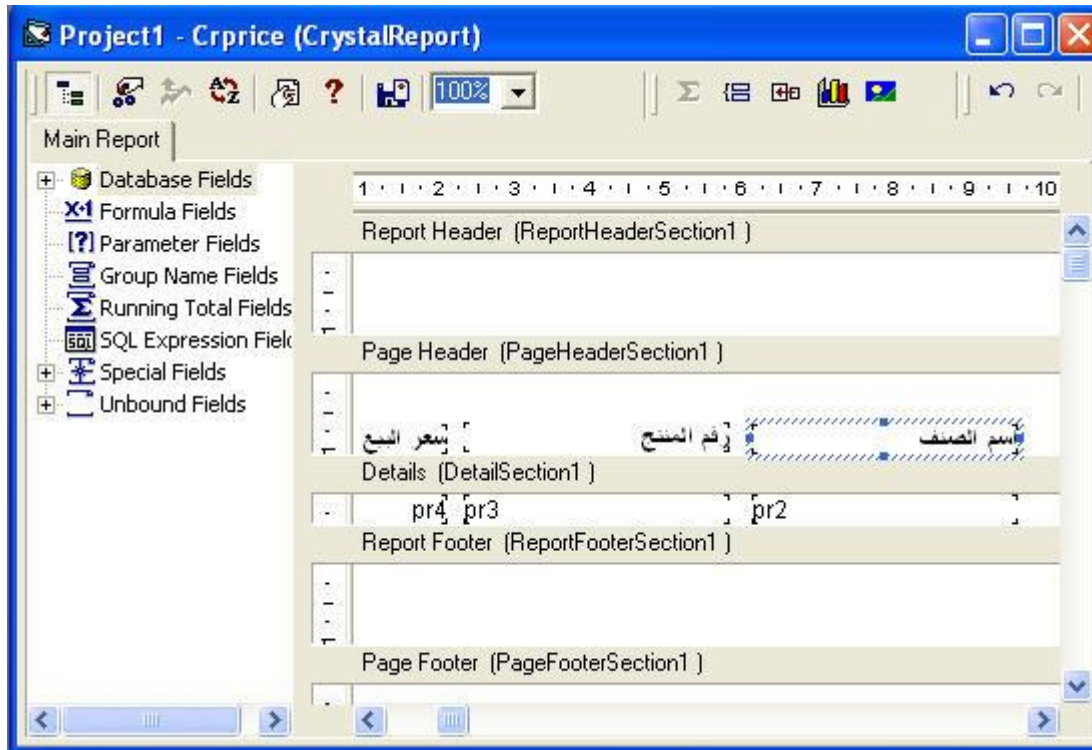 Project1 - Crprice (CrystalReport)
100%
Main Report
Database Fields
Formula Fields
Parameter Fields
Group Name Fields
Running Total Fields
SQL Expression Field
Special Fields
Unbound Fields
1 2 3 4 5 6 7 8 9 10
Report Header (ReportHeaderSection1 )
Page Header (PageHeaderSection1 )
اسم الصنف رقم المنتج سعر البيع
Details (DetailSection1 )
pr4 pr3 pr2
Report Footer (ReportFooterSection1 )
Page Footer (PageFooterSection1 )